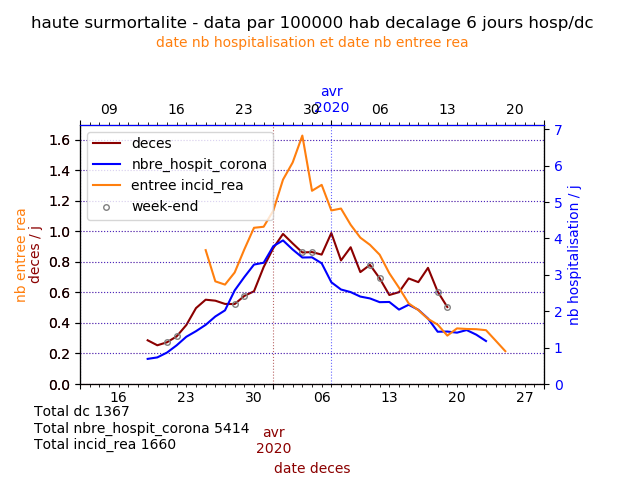 haute surmortalite - data par 100000 hab decalage 6 jours hosp/dc
date nb hospitalisation et date nb entree rea
avr
2020
09 16 23 30 06 13 20
deces
nbre_hospit_corona
entree incid_rea
week-end
1.6
1.4
1.2
1.0
0.8
0.6
0.4
0.2
0.0
nb entree rea
deces / j
7
6
5
4
3
2
1
0
nb hospitalisation / j
16 23 30 06 13 20 27
Total dc 1367
Total nbre_hospit_corona 5414
Total incid_rea 1660
avr
2020
date deces